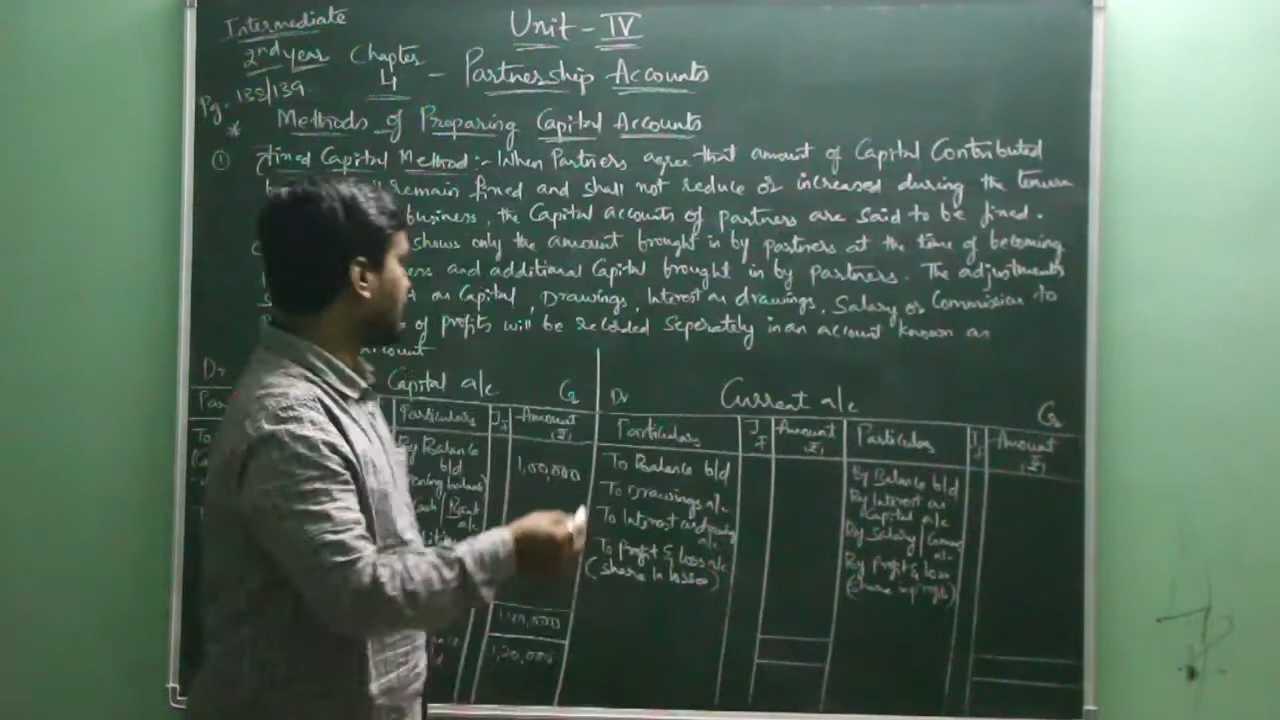 Intermediate
2nd year
Unit - IV
Chapter 4 - Partnership Accounts
Pg. 138/139
* Methods of Preparing Capital Accounts
① Fixed Capital Method :- When Partners agree that amount of Capital Contributed
remain fixed and shall not reduce or increased during the tenure
business, the Capital accounts of partners are said to be fixed.
shows only the amount brought in by partners at the time of becoming
and additional Capital brought in by partners. The adjustments
on Capital, Drawings, Interest on drawings, Salary or Commission to
of profits will be recorded seperately in an account known as
account
Dr Capital a/c Cr
Particulars J.F Amount (₹)
To
By Balance b/d 1,00,000
1,20,000
Dr Current a/c Cr
Particulars J.F Amount (₹) Particulars J.F Amount (₹)
To Balance b/d
To Drawings a/c
To Interest on drawings a/c
To Profit & Loss a/c
(share in losses)
By Balance b/d
By Interest on
Capital a/c
By Salary / Comm
a/c
By Profit & Loss
(share in profit)